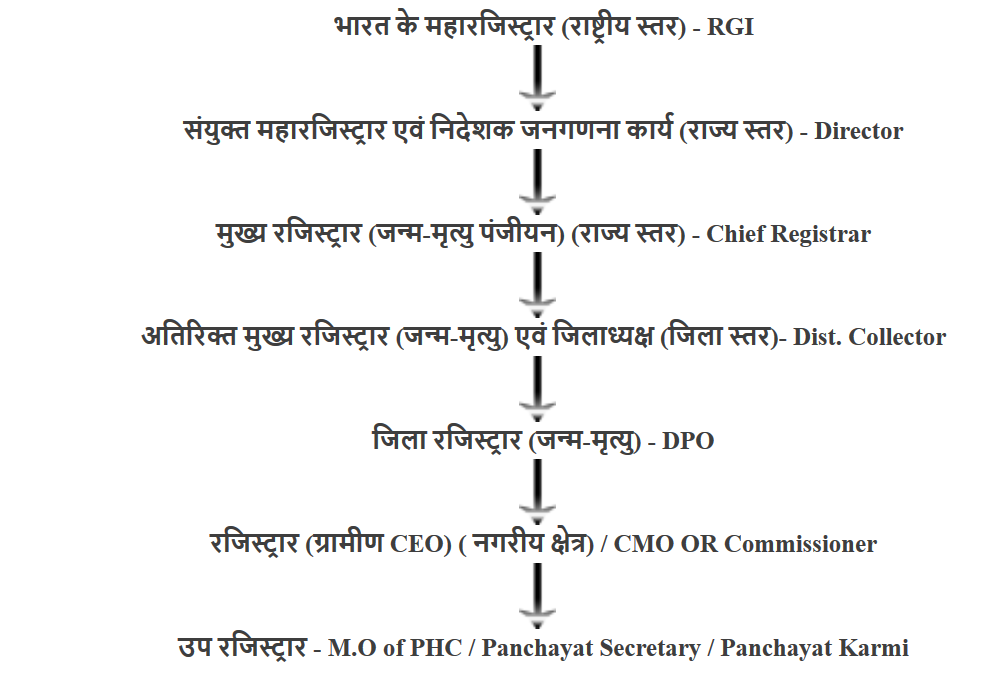 भारत के महारजिस्ट्रार (राष्ट्रीय स्तर) - RGI
संयुक्त महारजिस्ट्रार एवं निदेशक जनगणना कार्य (राज्य स्तर) - Director
मुख्य रजिस्ट्रार (जन्म-मृत्यु पंजीयन) (राज्य स्तर) - Chief Registrar
अतिरिक्त मुख्य रजिस्ट्रार (जन्म-मृत्यु) एवं जिलाध्यक्ष (जिला स्तर)- Dist. Collector
जिला रजिस्ट्रार (जन्म-मृत्यु) - DPO
रजिस्ट्रार (ग्रामीण CEO) ( नगरीय क्षेत्र) / CMO OR Commissioner
उप रजिस्ट्रार - M.O of PHC / Panchayat Secretary / Panchayat Karmi